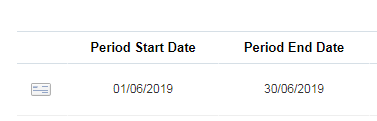 Period Start Date Period End Date
01/06/2019 30/06/2019